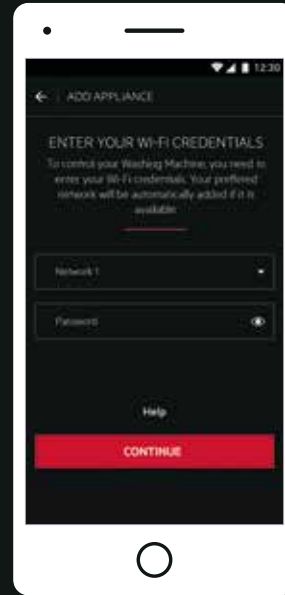 12:30
ADD APPLIANCE
ENTER YOUR WI-FI CREDENTIALS
To control your Washing Machine, you need to
enter your Wi-Fi credentials. Your preffered
network will be automatically added if it is
available
Network 1
Password
Help
CONTINUE